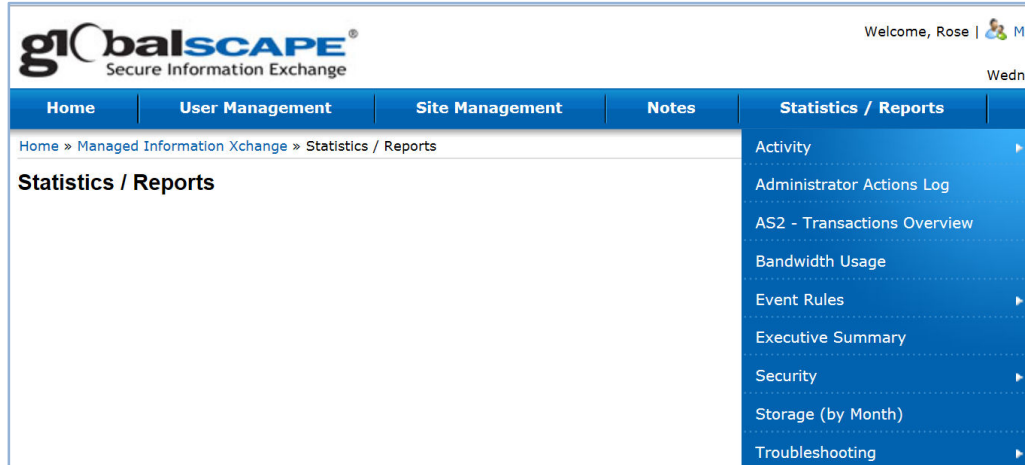 globalSCAPE®
Secure Information Exchange
Welcome, Rose | M
Wedn
Home User Management Site Management Notes Statistics / Reports
Home » Managed Information Xchange » Statistics / Reports
Statistics / Reports
Activity
Administrator Actions Log
AS2 - Transactions Overview
Bandwidth Usage
Event Rules
Executive Summary
Security
Storage (by Month)
Troubleshooting